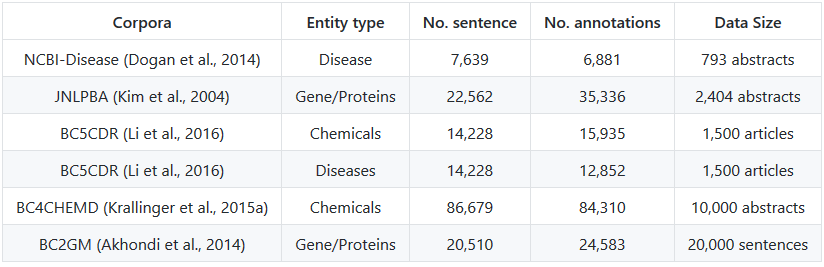 Corpora Entity type No. sentence No. annotations Data Size
NCBI-Disease (Dogan et al., 2014) Disease 7,639 6,881 793 abstracts
JNLPBA (Kim et al., 2004) Gene/Proteins 22,562 35,336 2,404 abstracts
BC5CDR (Li et al., 2016) Chemicals 14,228 15,935 1,500 articles
BC5CDR (Li et al., 2016) Diseases 14,228 12,852 1,500 articles
BC4CHEMD (Krallinger et al., 2015a) Chemicals 86,679 84,310 10,000 abstracts
BC2GM (Akhondi et al., 2014) Gene/Proteins 20,510 24,583 20,000 sentences